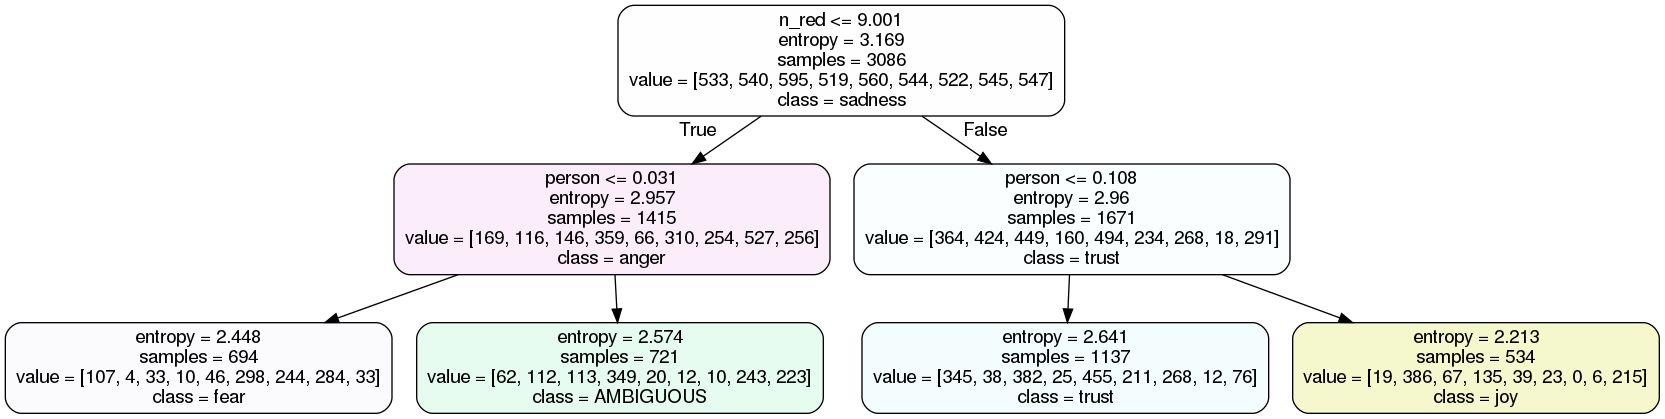 n_red <= 9.001
entropy = 3.169
samples = 3086
value = [533, 540, 595, 519, 560, 544, 522, 545, 547]
class = sadness
True
False
person <= 0.031
entropy = 2.957
samples = 1415
value = [169, 116, 146, 359, 66, 310, 254, 527, 256]
class = anger
person <= 0.108
entropy = 2.96
samples = 1671
value = [364, 424, 449, 160, 494, 234, 268, 18, 291]
class = trust
entropy = 2.448
samples = 694
value = [107, 4, 33, 10, 46, 298, 244, 284, 33]
class = fear
entropy = 2.574
samples = 721
value = [62, 112, 113, 349, 20, 12, 10, 243, 223]
class = AMBIGUOUS
entropy = 2.641
samples = 1137
value = [345, 38, 382, 25, 455, 211, 268, 12, 76]
class = trust
entropy = 2.213
samples = 534
value = [19, 386, 67, 135, 39, 23, 0, 6, 215]
class = joy